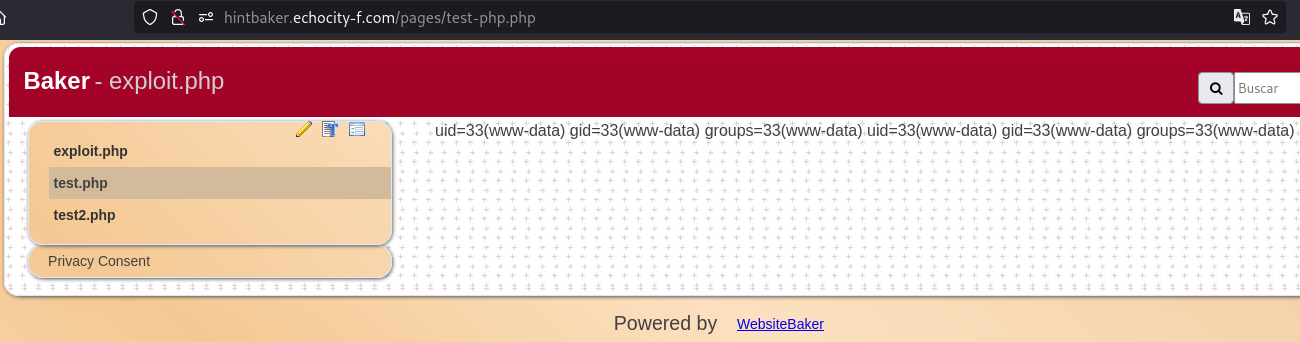 hintbaker.echocity-f.com/pages/test-php.php
Baker - exploit.php
Buscar
uid=33(www-data) gid=33(www-data) groups=33(www-data) uid=33(www-data) gid=33(www-data) groups=33(www-data)
exploit.php
test.php
test2.php
Privacy Consent
Powered by WebsiteBaker